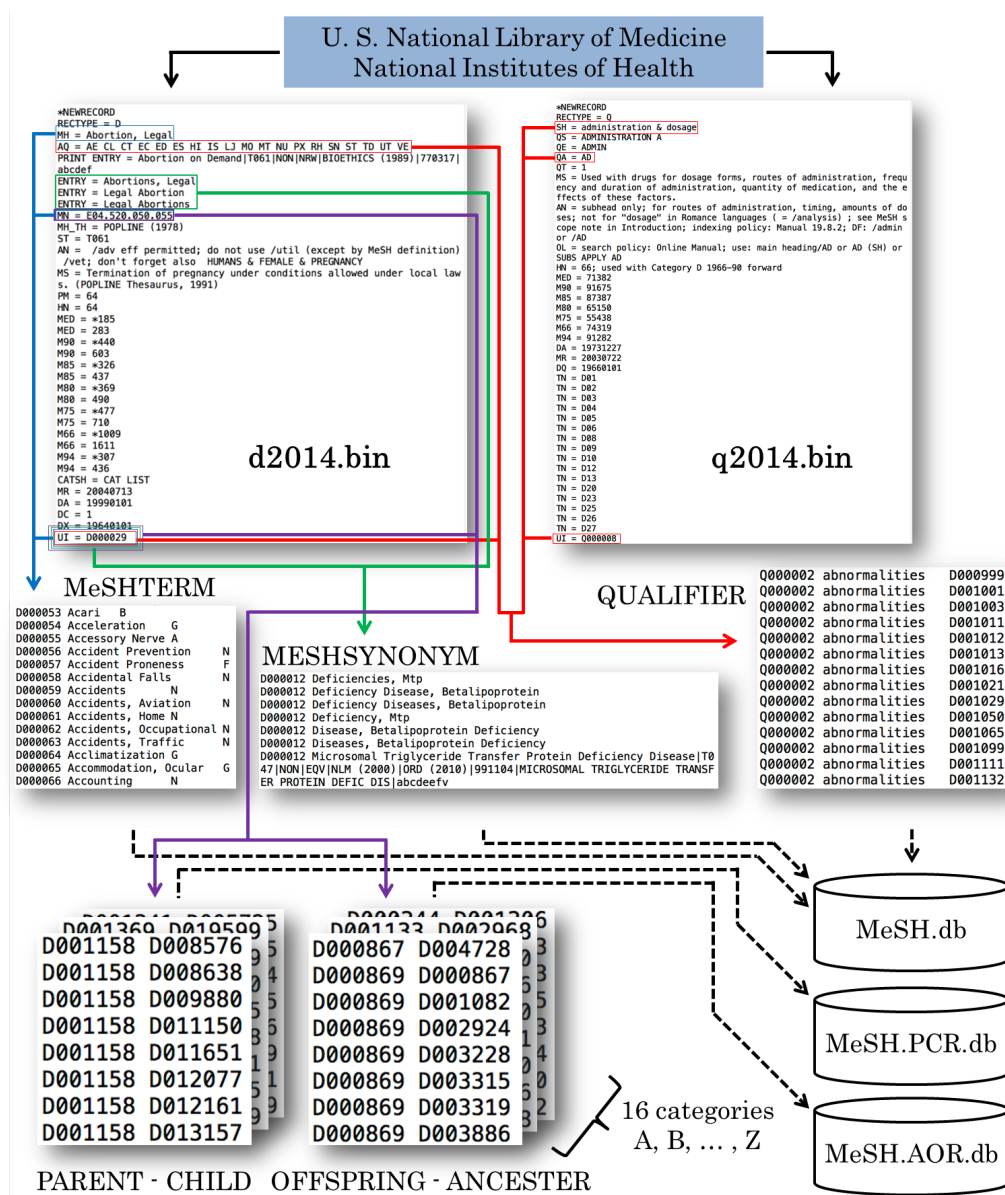 U. S. National Library of Medicine
National Institutes of Health
*NEWRECORD
RECTYPE = D
MH = Abortion, Legal
AQ = AE CL CT EC ED ES HI IS LJ MO MT NU PX RH SN ST TD UT VE
PRINT ENTRY = Abortion on Demand|T061|NON|NRW|BIOETHICS (1989)|770317|
abcdef
ENTRY = Abortions, Legal
ENTRY = Legal Abortion
ENTRY = Legal Abortions
MN = E04.520.050.055
MH_TH = POPLINE (1978)
ST = T061
AN =  /adv eff permitted; do not use /util (except by MeSH definition)
/vet; don't forget also  HUMANS & FEMALE & PREGNANCY
MS = Termination of pregnancy under conditions allowed under local law
s. (POPLINE Thesaurus, 1991)
PM = 64
HN = 64
MED = *185
MED = 283
M90 = *440
M90 = 603
M85 = *326
M85 = 437
M80 = *369
M80 = 490
M75 = *477
M75 = 710
M66 = *1009
M66 = 1611
M94 = *307
M94 = 436
CATSH = CAT LIST
MR = 20040713
DA = 19990101
DC = 1
DX = 19640101
UI = D000029
d2014.bin
*NEWRECORD
RECTYPE = Q
SH = administration & dosage
QS = ADMINISTRATION A
QE = ADMIN
QA = AD
QT = 1
MS = Used with drugs for dosage forms, routes of administration, frequ
ency and duration of administration, quantity of medication, and the e
ffects of these factors.
AN = subhead only; for routes of administration, timing, amounts of do
ses; not for "dosage" in Romance languages ( = /analysis) ; see MeSH s
cope note in Introduction; indexing policy: Manual 19.8.2; DF: /admin
or /AD
OL = search policy: Online Manual; use: main heading/AD or AD (SH) or
SUBS APPLY AD
HN = 66; used with Category D 1966-90 forward
MED = 71382
M90 = 91675
M85 = 87387
M80 = 65150
M75 = 55438
M66 = 74319
M94 = 91282
DA = 19731227
MR = 20030722
DQ = 19660101
TN = D01
TN = D02
TN = D03
TN = D04
TN = D05
TN = D06
TN = D08
TN = D09
TN = D10
TN = D12
TN = D13
TN = D20
TN = D23
TN = D25
TN = D26
TN = D27
UI = Q000008
q2014.bin
MeSHTERM
D000053 Acari B
D000054 Acceleration G
D000055 Accessory Nerve A
D000056 Accident Prevention N
D000057 Accident Proneness F
D000058 Accidental Falls N
D000059 Accidents N
D000060 Accidents, Aviation N
D000061 Accidents, Home N
D000062 Accidents, Occupational N
D000063 Accidents, Traffic N
D000064 Acclimatization G
D000065 Accommodation, Ocular G
D000066 Accounting N
MESHSYNONYM
D000012 Deficiencies, Mtp
D000012 Deficiency Disease, Betalipoprotein
D000012 Deficiency Diseases, Betalipoprotein
D000012 Deficiency, Mtp
D000012 Disease, Betalipoprotein Deficiency
D000012 Diseases, Betalipoprotein Deficiency
D000012 Microsomal Triglyceride Transfer Protein Deficiency Disease|T0
47|NON|EQV|NLM (2000)|ORD (2010)|991104|MICROSOMAL TRIGLYCERIDE TRANSF
ER PROTEIN DEFIC DIS|abcdeefv
QUALIFIER
Q000002 abnormalities D000999
Q000002 abnormalities D001001
Q000002 abnormalities D001003
Q000002 abnormalities D001011
Q000002 abnormalities D001012
Q000002 abnormalities D001013
Q000002 abnormalities D001016
Q000002 abnormalities D001021
Q000002 abnormalities D001029
Q000002 abnormalities D001050
Q000002 abnormalities D001065
Q000002 abnormalities D001099
Q000002 abnormalities D001111
Q000002 abnormalities D001132
D001369 D019599
D001158 D008576
D001158 D008638
D001158 D009880
D001158 D011150
D001158 D011651
D001158 D012077
D001158 D012161
D001158 D013157
PARENT - CHILD
D001133 D002968
D000867 D004728
D000869 D000867
D000869 D001082
D000869 D002924
D000869 D003228
D000869 D003315
D000869 D003319
D000869 D003886
OFFSPRING - ANCESTER
16 categories
A, B, ... , Z
MeSH.db
MeSH.PCR.db
MeSH.AOR.db